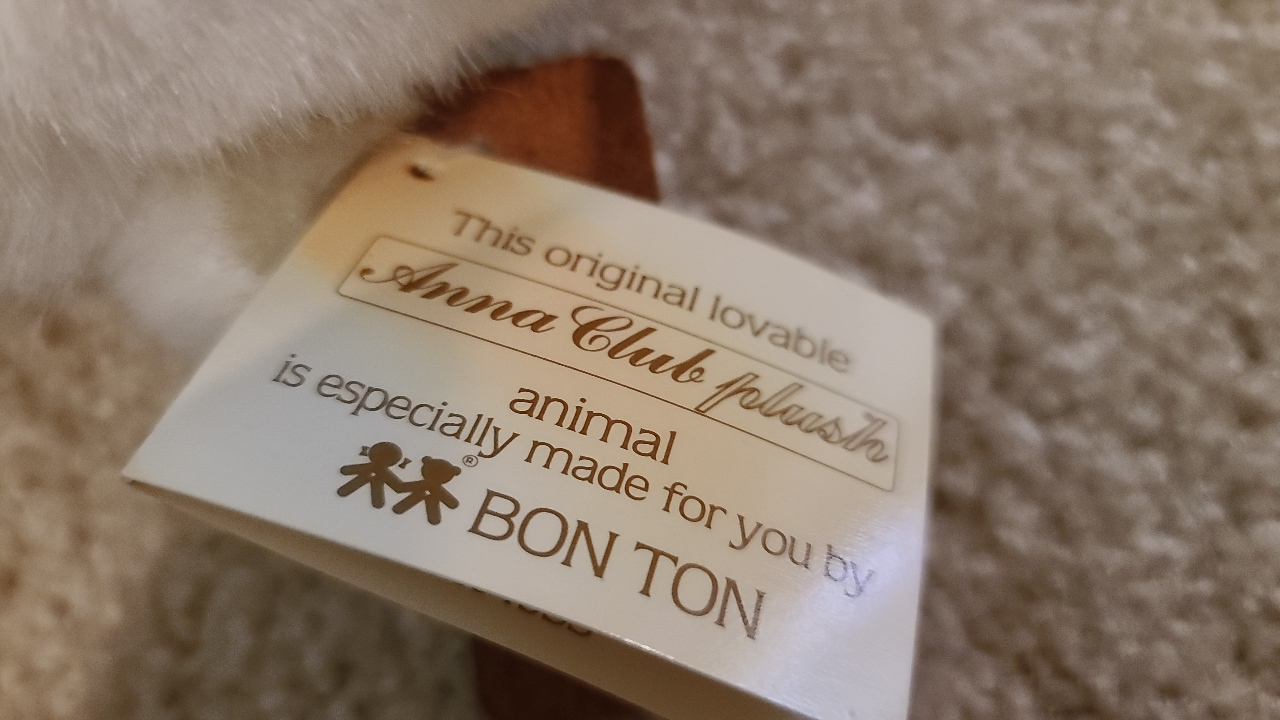 This original lovable
Anna Club plush
animal
is especially made for you by
® BON TON